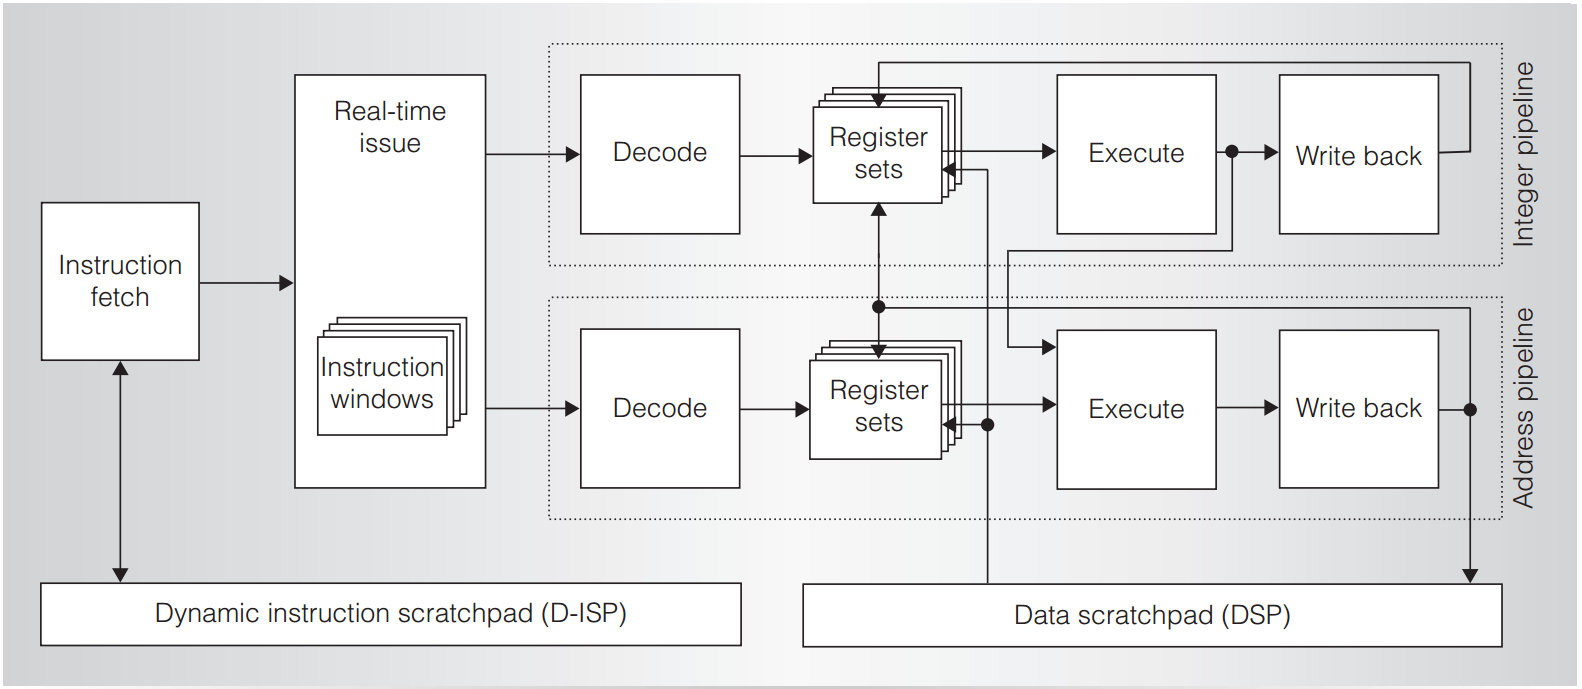 Real-time
issue
Instruction
fetch
Instruction
windows
Decode
Register
sets
Execute
Write back
Integer pipeline
Decode
Register
sets
Execute
Write back
Address pipeline
Dynamic instruction scratchpad (D-ISP)
Data scratchpad (DSP)